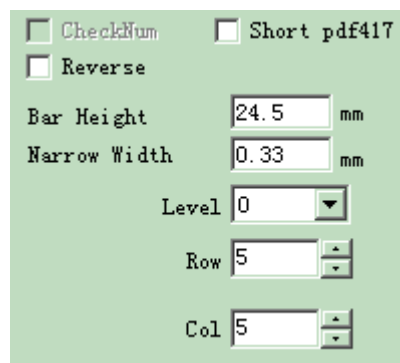 CheckNum Short pdf417
Reverse
Bar Height 24.5 mm
Narrow Width 0.33 mm
Level 0
Row 5
Col 5